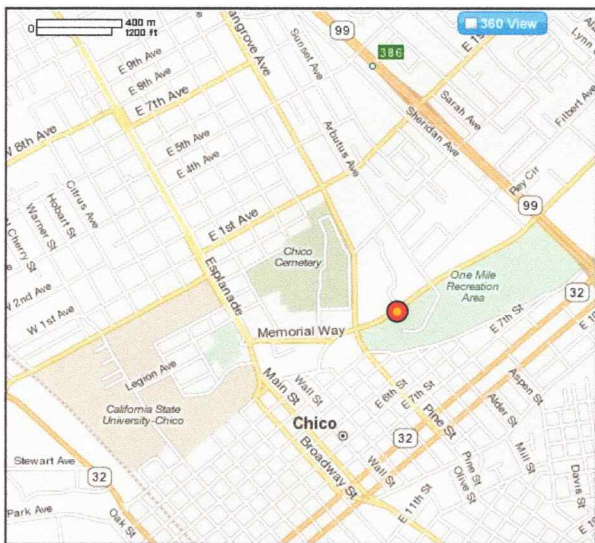 400 m
0
1200 ft
360 View
99
386
E 9th Ave
E 8th Ave
E 7th Ave
W 8th Ave
Sunset Ave
Lynn
Sarah Ave
Filbert Ave
Sheridan Ave
Arbutus Ave
E 5th Ave
E 4th Ave
Citrus Ave
Hobart St
Warner St
N Cherry St
Rey Cir
99
E 1st Ave
Chico
Cemetery
One Mile
Recreation
Area
32
W 2nd Ave
W 1st Ave
Esplanade
Memorial Way
E 7th St
Legion Ave
Wall St
Main St
E 6th St
E 7th St
Aspen St
Alder St
California State
University-Chico
Chico
Pine St
32
Mill St
Davis St
Broadway St
Wall St
Pine St
Olive St
Stewart Ave
32
Park Ave
Oak St
E 11th St